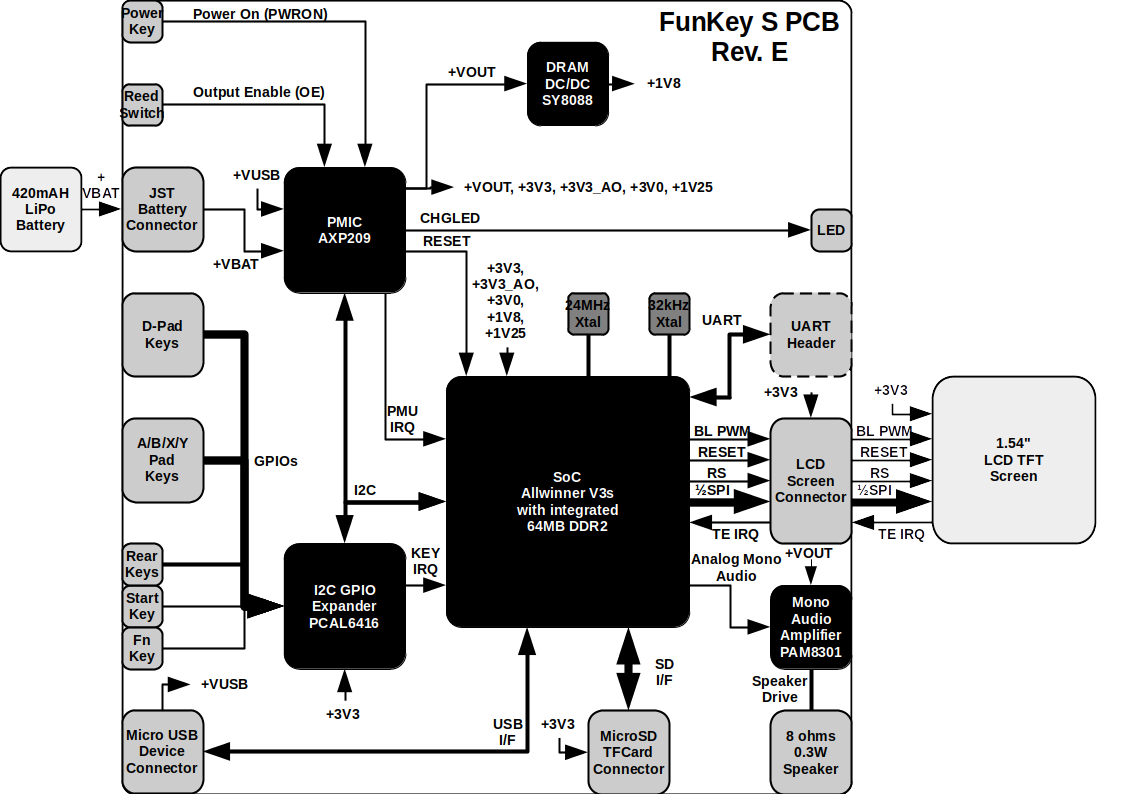 FunKey S PCB
Rev. E
Power
Key
Power On (PWRON)
Reed
Switch
Output Enable (OE)
+VOUT
DRAM
DC/DC
SY8088
+1V8
420mAH
LiPo
Battery
+
VBAT
JST
Battery
Connector
+VUSB
+VBAT
PMIC
AXP209
+VOUT, +3V3, +3V3_AO, +3V0, +1V25
CHGLED
LED
RESET
+3V3,
+3V3_AO,
+3V0,
+1V8,
+1V25
24MHz
Xtal
32kHz
Xtal
UART
UART
Header
D-Pad
Keys
A/B/X/Y
Pad
Keys
GPIOs
PMU
IRQ
I2C
SoC
Allwinner V3s
with integrated
64MB DDR2
+3V3
BL PWM
RESET
RS
½SPI
TE IRQ
LCD
Screen
Connector
+3V3
BL PWM
RESET
RS
½SPI
TE IRQ
1.54"
LCD TFT
Screen
Rear
Keys
Start
Key
Fn
Key
I2C GPIO
Expander
PCAL6416
KEY
IRQ
+3V3
Analog Mono
Audio
+VOUT
Mono
Audio
Amplifier
PAM8301
Speaker
Drive
8 ohms
0.3W
Speaker
+VUSB
Micro USB
Device
Connector
USB
I/F
SD
I/F
+3V3
MicroSD
TFCard
Connector